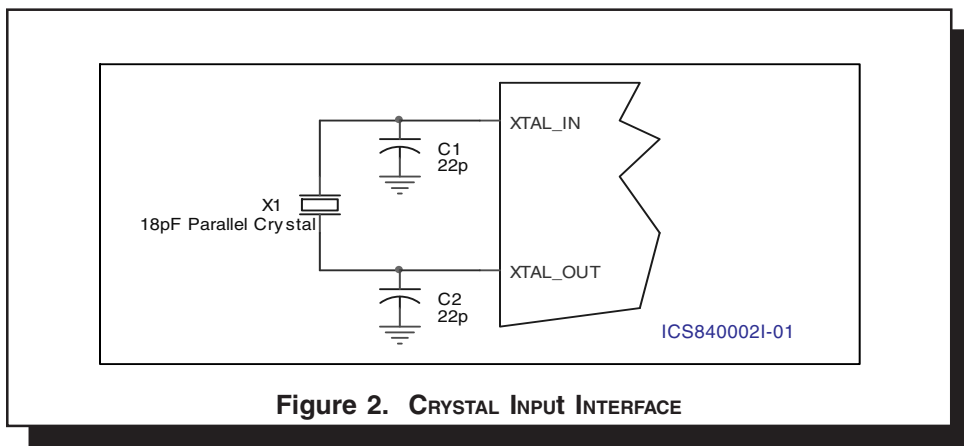 XTAL_IN
C1
22p
X1
18pF Parallel Crystal
XTAL_OUT
C2
22p
ICS840002I-01
Figure 2. CRYSTAL INPUt INTERFACE